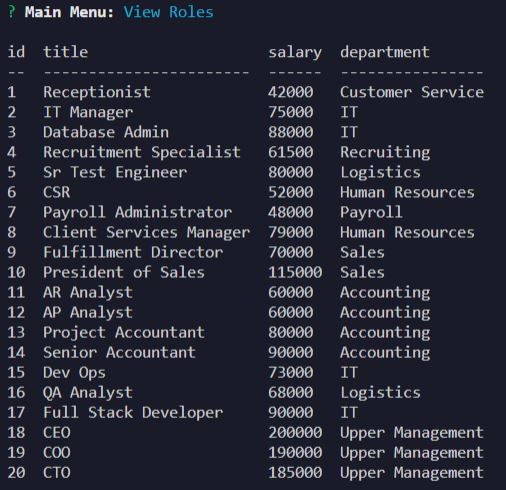 ? Main Menu: View Roles
id  title                    salary  department
--  -----------------------  ------  ----------------
1   Receptionist             42000   Customer Service
2   IT Manager               75000   IT
3   Database Admin           88000   IT
4   Recruitment Specialist   61500   Recruiting
5   Sr Test Engineer         80000   Logistics
6   CSR                      52000   Human Resources
7   Payroll Administrator    48000   Payroll
8   Client Services Manager  79000   Human Resources
9   Fulfillment Director     70000   Sales
10  President of Sales       115000  Sales
11  AR Analyst               60000   Accounting
12  AP Analyst               60000   Accounting
13  Project Accountant       80000   Accounting
14  Senior Accountant        90000   Accounting
15  Dev Ops                  73000   IT
16  QA Analyst               68000   Logistics
17  Full Stack Developer     90000   IT
18  CEO                      200000  Upper Management
19  COO                      190000  Upper Management
20  CTO                      185000  Upper Management